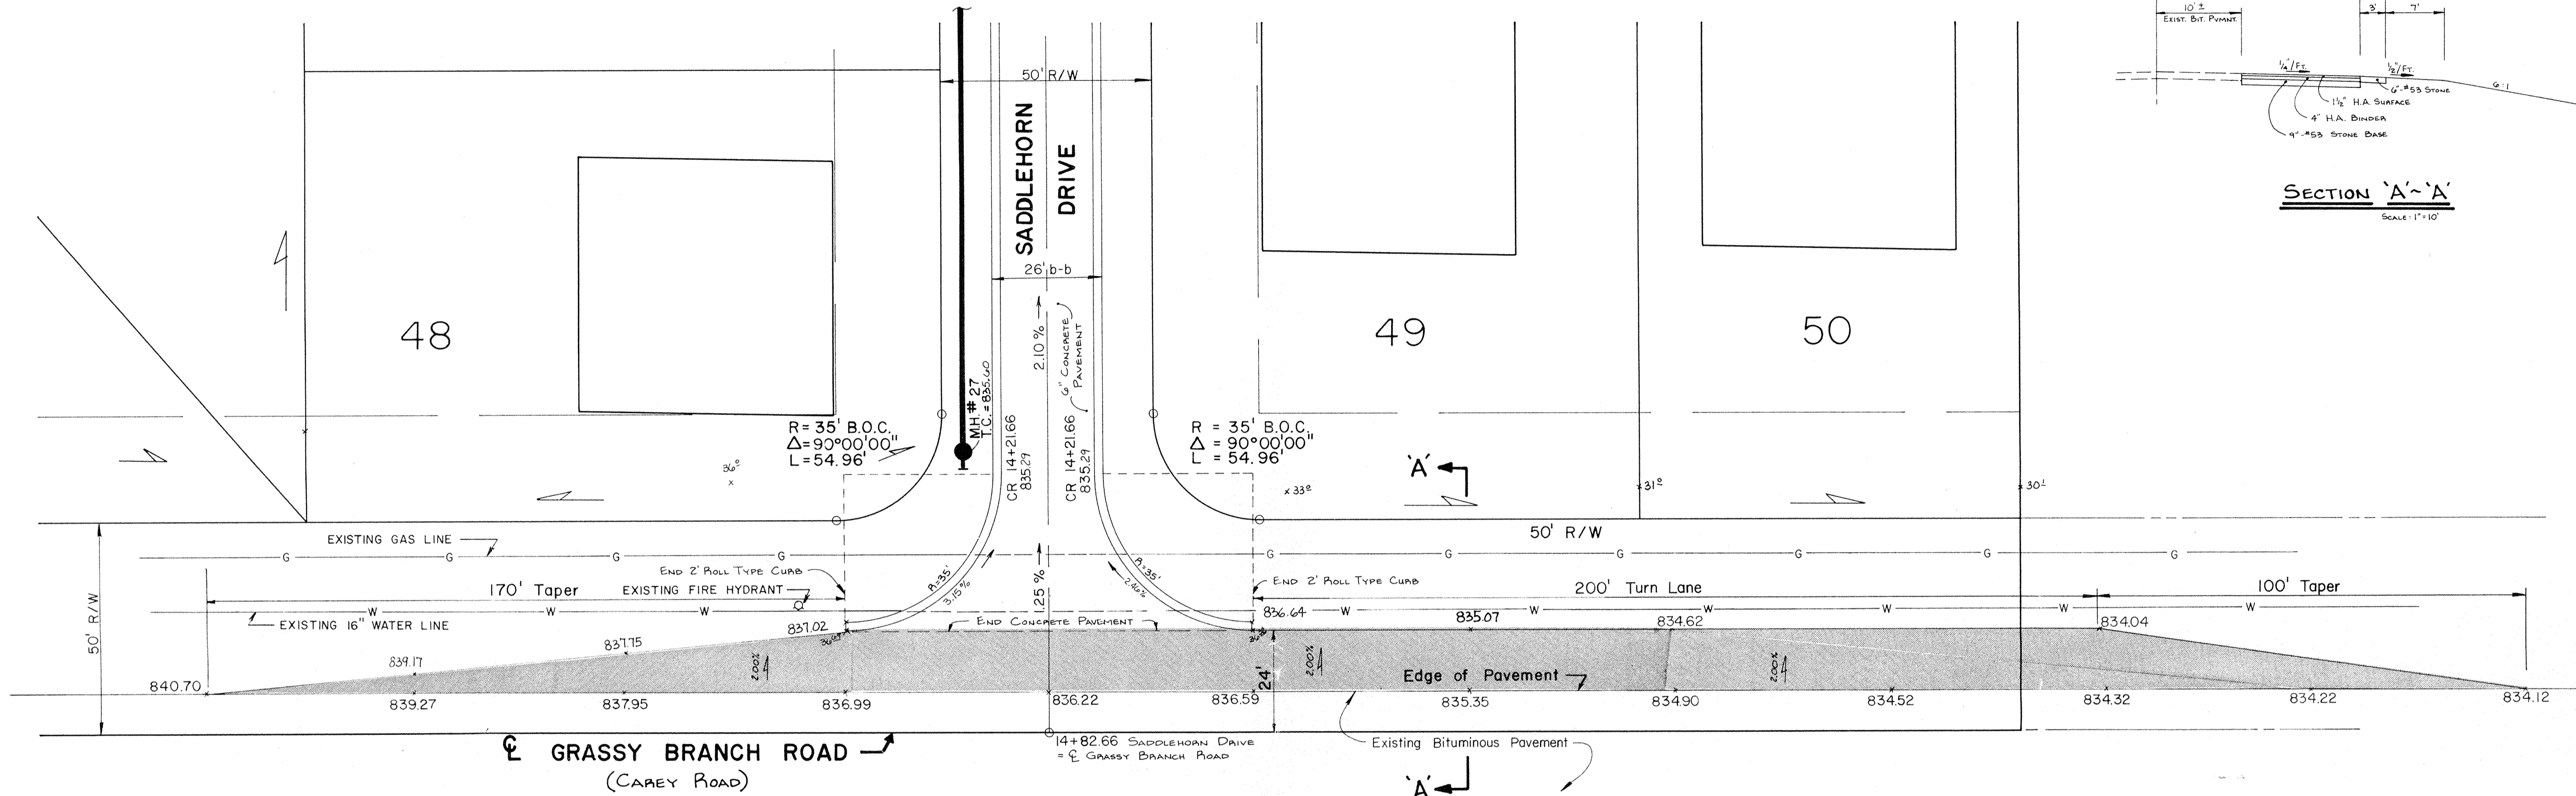 10' ±
EXIST. BIT. PVMNT.
3'
7'
1/4"/FT.
1/2"/FT.
6:1
6"-#53 STONE
1½" H.A. SURFACE
4" H.A. BINDER
9"-#53 STONE BASE
SECTION 'A'~'A'
SCALE: 1"=10'
50' R/W
SADDLEHORN
DRIVE
26' b-b
2.10 %
6" CONCRETE
PAVEMENT
48
49
50
M.H. # 27
T.C. = 835.60
R = 35' B.O.C.
Δ = 90°00'00"
L = 54.96'
R = 35' B.O.C.
Δ = 90°00'00"
L = 54.96'
CR 14+21.66
835.29
CR 14+21.66
835.29
'A'
36⁰
x 33⁰
31⁰
30¹
50' R/W
EXISTING GAS LINE
G G G G G G G G G G
END 2' ROLL TYPE CURB
END 2' ROLL TYPE CURB
170' Taper
EXISTING FIRE HYDRANT
R=35'
3.15%
1.25 %
R=35'
2.46%
200' Turn Lane
100' Taper
50' R/W
W W W W W W W W W
EXISTING 16" WATER LINE
837.02
END CONCRETE PAVEMENT
836.64
835.07
834.62
834.04
837.75
839.17
2.00%
2.00%
2.00%
24'
Edge of Pavement
840.70
839.27
837.95
836.99
836.22
836.59
835.35
834.90
834.52
834.32
834.22
834.12
℄ GRASSY BRANCH ROAD
(CAREY ROAD)
14+82.66 SADDLEHORN DRIVE
= ℄ GRASSY BRANCH ROAD
Existing Bituminous Pavement
'A'